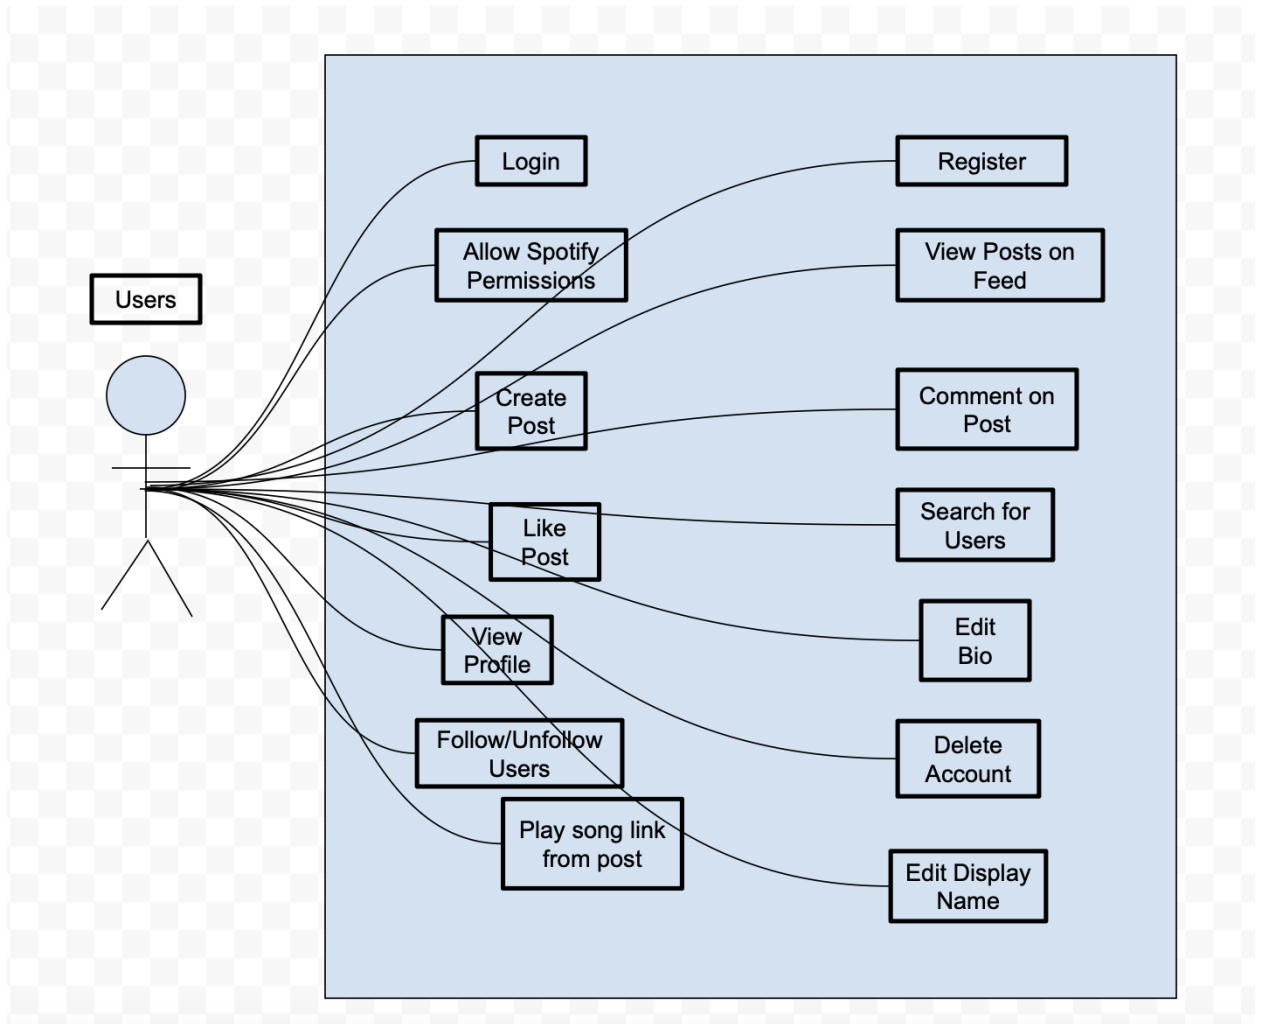 Users
Login
Allow Spotify
Permissions
Create
Post
Like
Post
View
Profile
Follow/Unfollow
Users
Play song link
from post
Register
View Posts on
Feed
Comment on
Post
Search for
Users
Edit
Bio
Delete
Account
Edit Display
Name